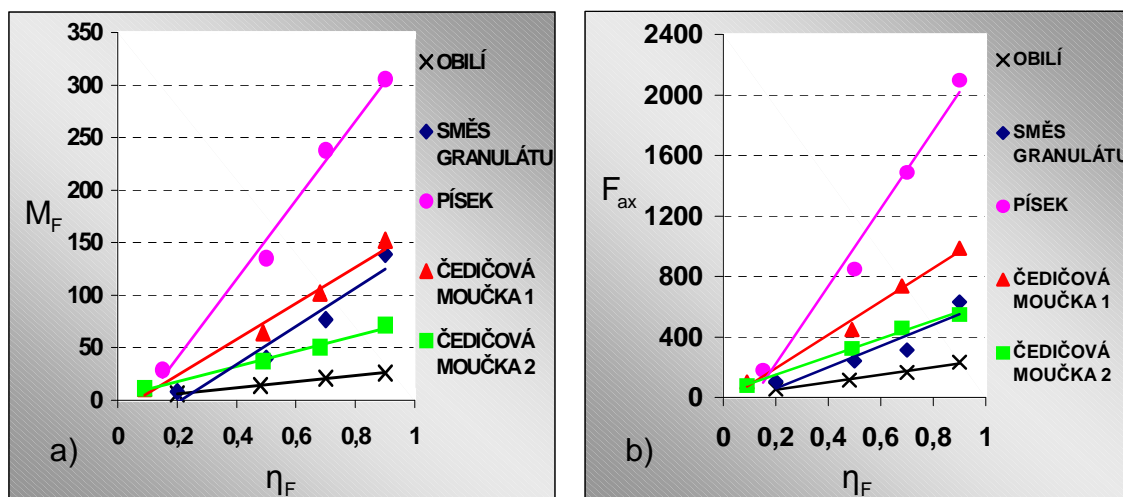 350
300
250
200
150
100
50
0
M_F
0 0,2 0,4 0,6 0,8 1
a)
η_F
OBILÍ
SMĚS
GRANULÁTU
PÍSEK
ČEDIČOVÁ
MOUČKA 1
ČEDIČOVÁ
MOUČKA 2
2400
2000
1600
1200
800
400
0
F_ax
0 0,2 0,4 0,6 0,8 1
b)
η_F
OBILÍ
SMĚS
GRANULÁTU
PÍSEK
ČEDIČOVÁ
MOUČKA 1
ČEDIČOVÁ
MOUČKA 2